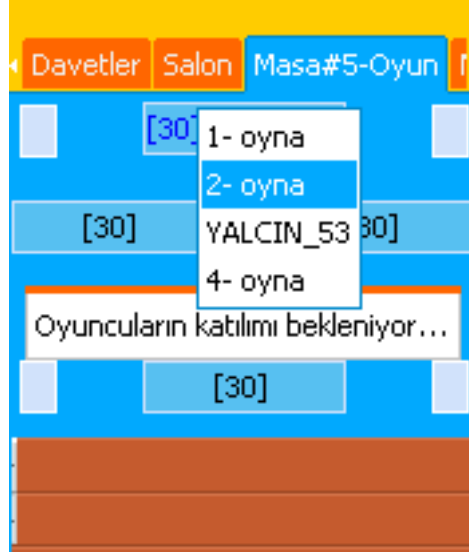 Davetler Salon Masa#5-Oyun
[30]
1- oyna
2- oyna
[30] YALCIN_53 30]
4- oyna
Oyuncuların katılımı bekleniyor...
[30]